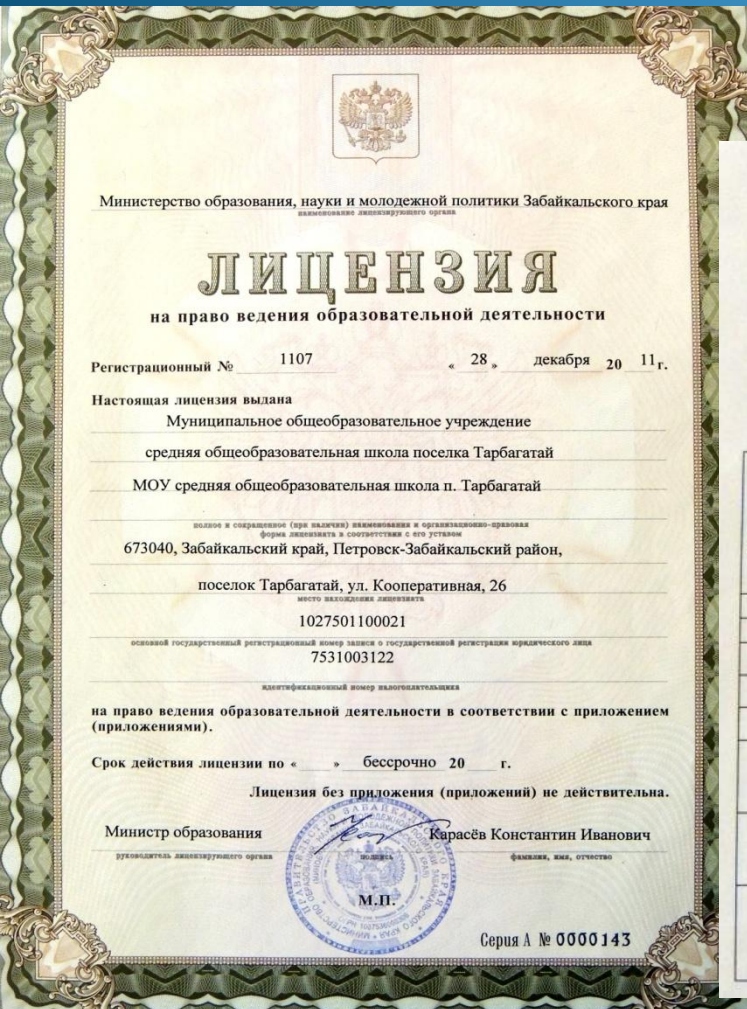 Министерство образования, науки и молодежной политики Забайкальского края
наименование лицензирующего органа
ЛИЦЕНЗИЯ
на право ведения образовательной деятельности
Регистрационный № 1107 « 28 » декабря 20 11 г.
Настоящая лицензия выдана
Муниципальное общеобразовательное учреждение
средняя общеобразовательная школа поселка Тарбагатай
МОУ средняя общеобразовательная школа п. Тарбагатай
полное и сокращенное (при наличии) наименования и организационно-правовая
форма лицензиата в соответствии с его уставом
673040, Забайкальский край, Петровск-Забайкальский район,
поселок Тарбагатай, ул. Кооперативная, 26
место нахождения лицензиата
1027501100021
основной государственный регистрационный номер записи о государственной регистрации юридического лица
7531003122
идентификационный номер налогоплательщика
на право ведения образовательной деятельности в соответствии с приложением
(приложениями).
Срок действия лицензии по « » бессрочно 20 г.
Лицензия без приложения (приложений) не действительна.
Министр образования Карасёв Константин Иванович
руководитель лицензирующего органа подпись фамилия, имя, отчество
М.П.
Серия А № 0000143